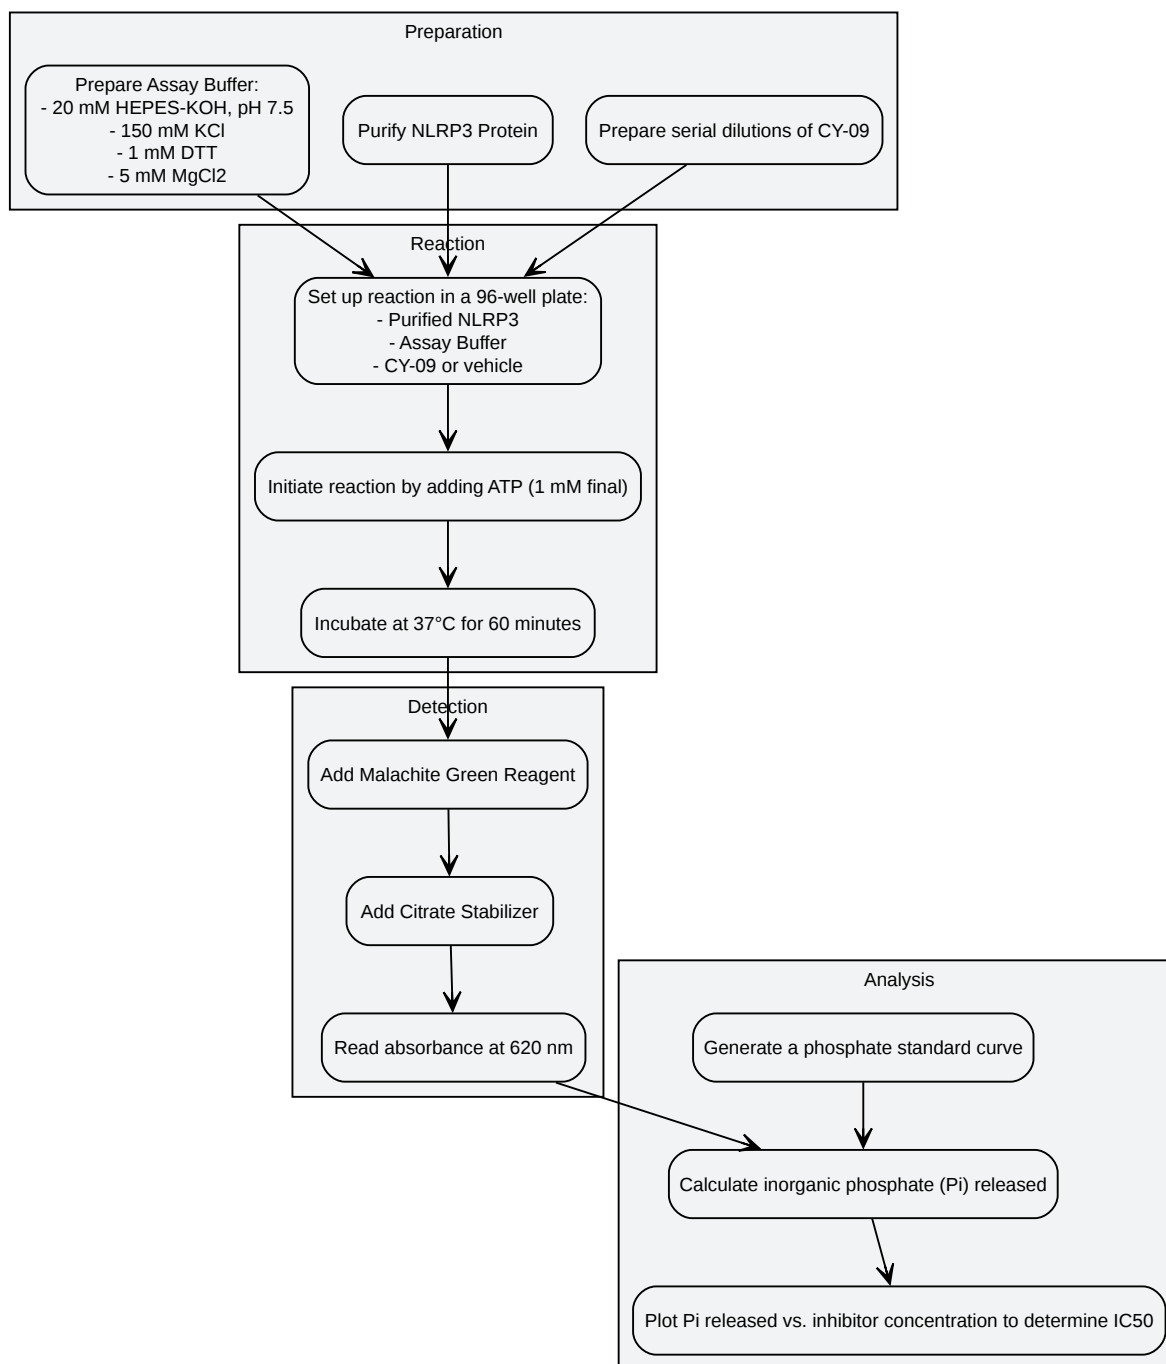 Preparation
Prepare Assay Buffer:
- 20 mM HEPES-KOH, pH 7.5
- 150 mM KCl
- 1 mM DTT
- 5 mM MgCl2
Purify NLRP3 Protein
Prepare serial dilutions of CY-09
Reaction
Set up reaction in a 96-well plate:
- Purified NLRP3
- Assay Buffer
- CY-09 or vehicle
Initiate reaction by adding ATP (1 mM final)
Incubate at 37°C for 60 minutes
Detection
Add Malachite Green Reagent
Add Citrate Stabilizer
Read absorbance at 620 nm
Analysis
Generate a phosphate standard curve
Calculate inorganic phosphate (Pi) released
Plot Pi released vs. inhibitor concentration to determine IC50